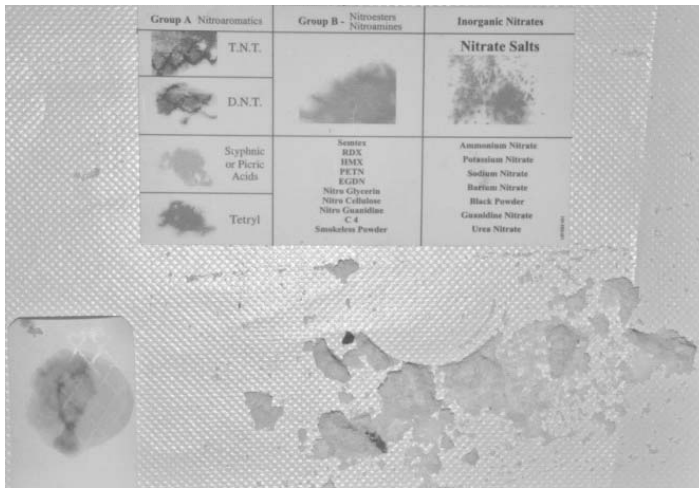 Group A Nitroaromatics
T.N.T.
D.N.T.
Styphnic
or Picric
Acids
Tetryl
Group B - Nitroesters
Nitroamines
Semtex
RDX
HMX
PETN
EGDN
Nitro Glycerin
Nitro Cellulose
Nitro Guanidine
C 4
Smokeless Powder
Inorganic Nitrates
Nitrate Salts
Ammonium Nitrate
Potassium Nitrate
Sodium Nitrate
Barium Nitrate
Black Powder
Guanidine Nitrate
Urea Nitrate